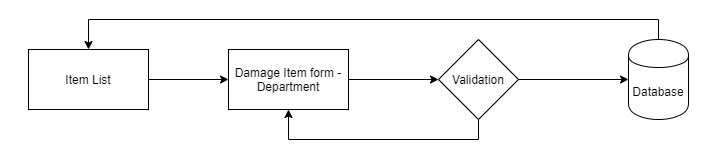 Item List
Damage Item form -
Department
Validation
Database